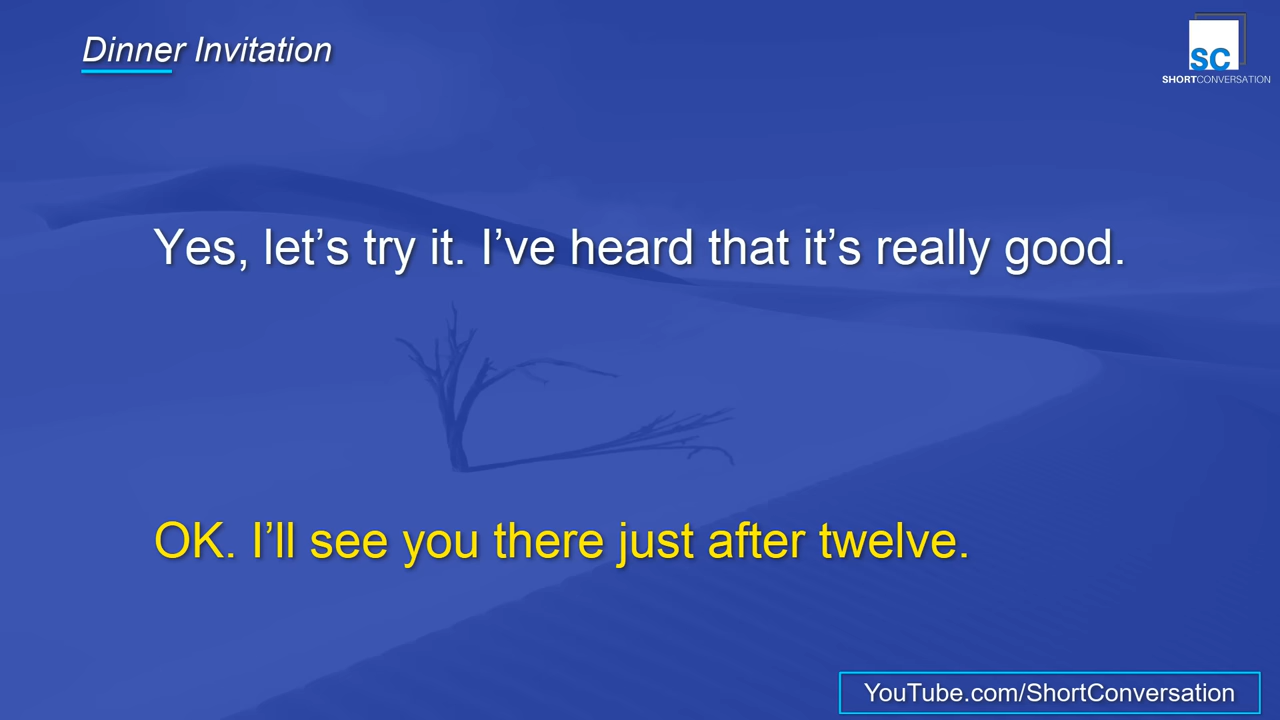 Dinner Invitation
SC
SHORTCONVERSATION
Yes, let’s try it. I’ve heard that it’s really good.
OK. I’ll see you there just after twelve.
YouTube.com/ShortConversation